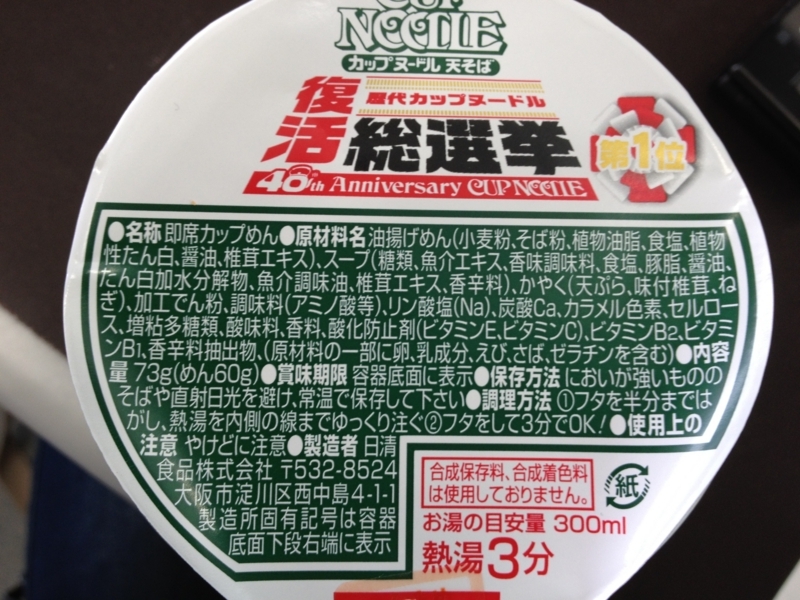 CUP
NOODLE
カップヌードル 天そば
復活
歴代カップヌードル
総選挙
第1位
40th Anniversary CUP NOODLE
●名称 即席カップめん●原材料名 油揚げめん(小麦粉、そば粉、植物油脂、食塩、植物
性たん白、醤油、椎茸エキス)、スープ(糖類、魚介エキス、香味調味料、食塩、豚脂、醤油、
たん白加水分解物、魚介調味油、椎茸エキス、香辛料)、かやく(天ぷら、味付椎茸、ね
ぎ)、加工でん粉、調味料(アミノ酸等)、リン酸塩(Na)、炭酸Ca、カラメル色素、セルロー
ス、増粘多糖類、酸味料、香料、酸化防止剤(ビタミンE、ビタミンC)、ビタミンB2、ビタミ
ンB1、香辛料抽出物、(原材料の一部に卵、乳成分、えび、さば、ゼラチンを含む)●内容
量 73g(めん60g)●賞味期限 容器底面に表示●保存方法 においが強いものの
そばや直射日光を避け、常温で保存して下さい●調理方法 ①フタを半分まではが
し、熱湯を内側の線までゆっくり注ぐ②フタをして3分でOK!●使用上の
注意 やけどに注意●製造者 日清
食品株式会社 〒532-8524
大阪市淀川区西中島4-1-1
製造所固有記号は容器
底面下段右端に表示
合成保存料、合成着色料
は使用しておりません。
紙
お湯の目安量 300ml
熱湯3分